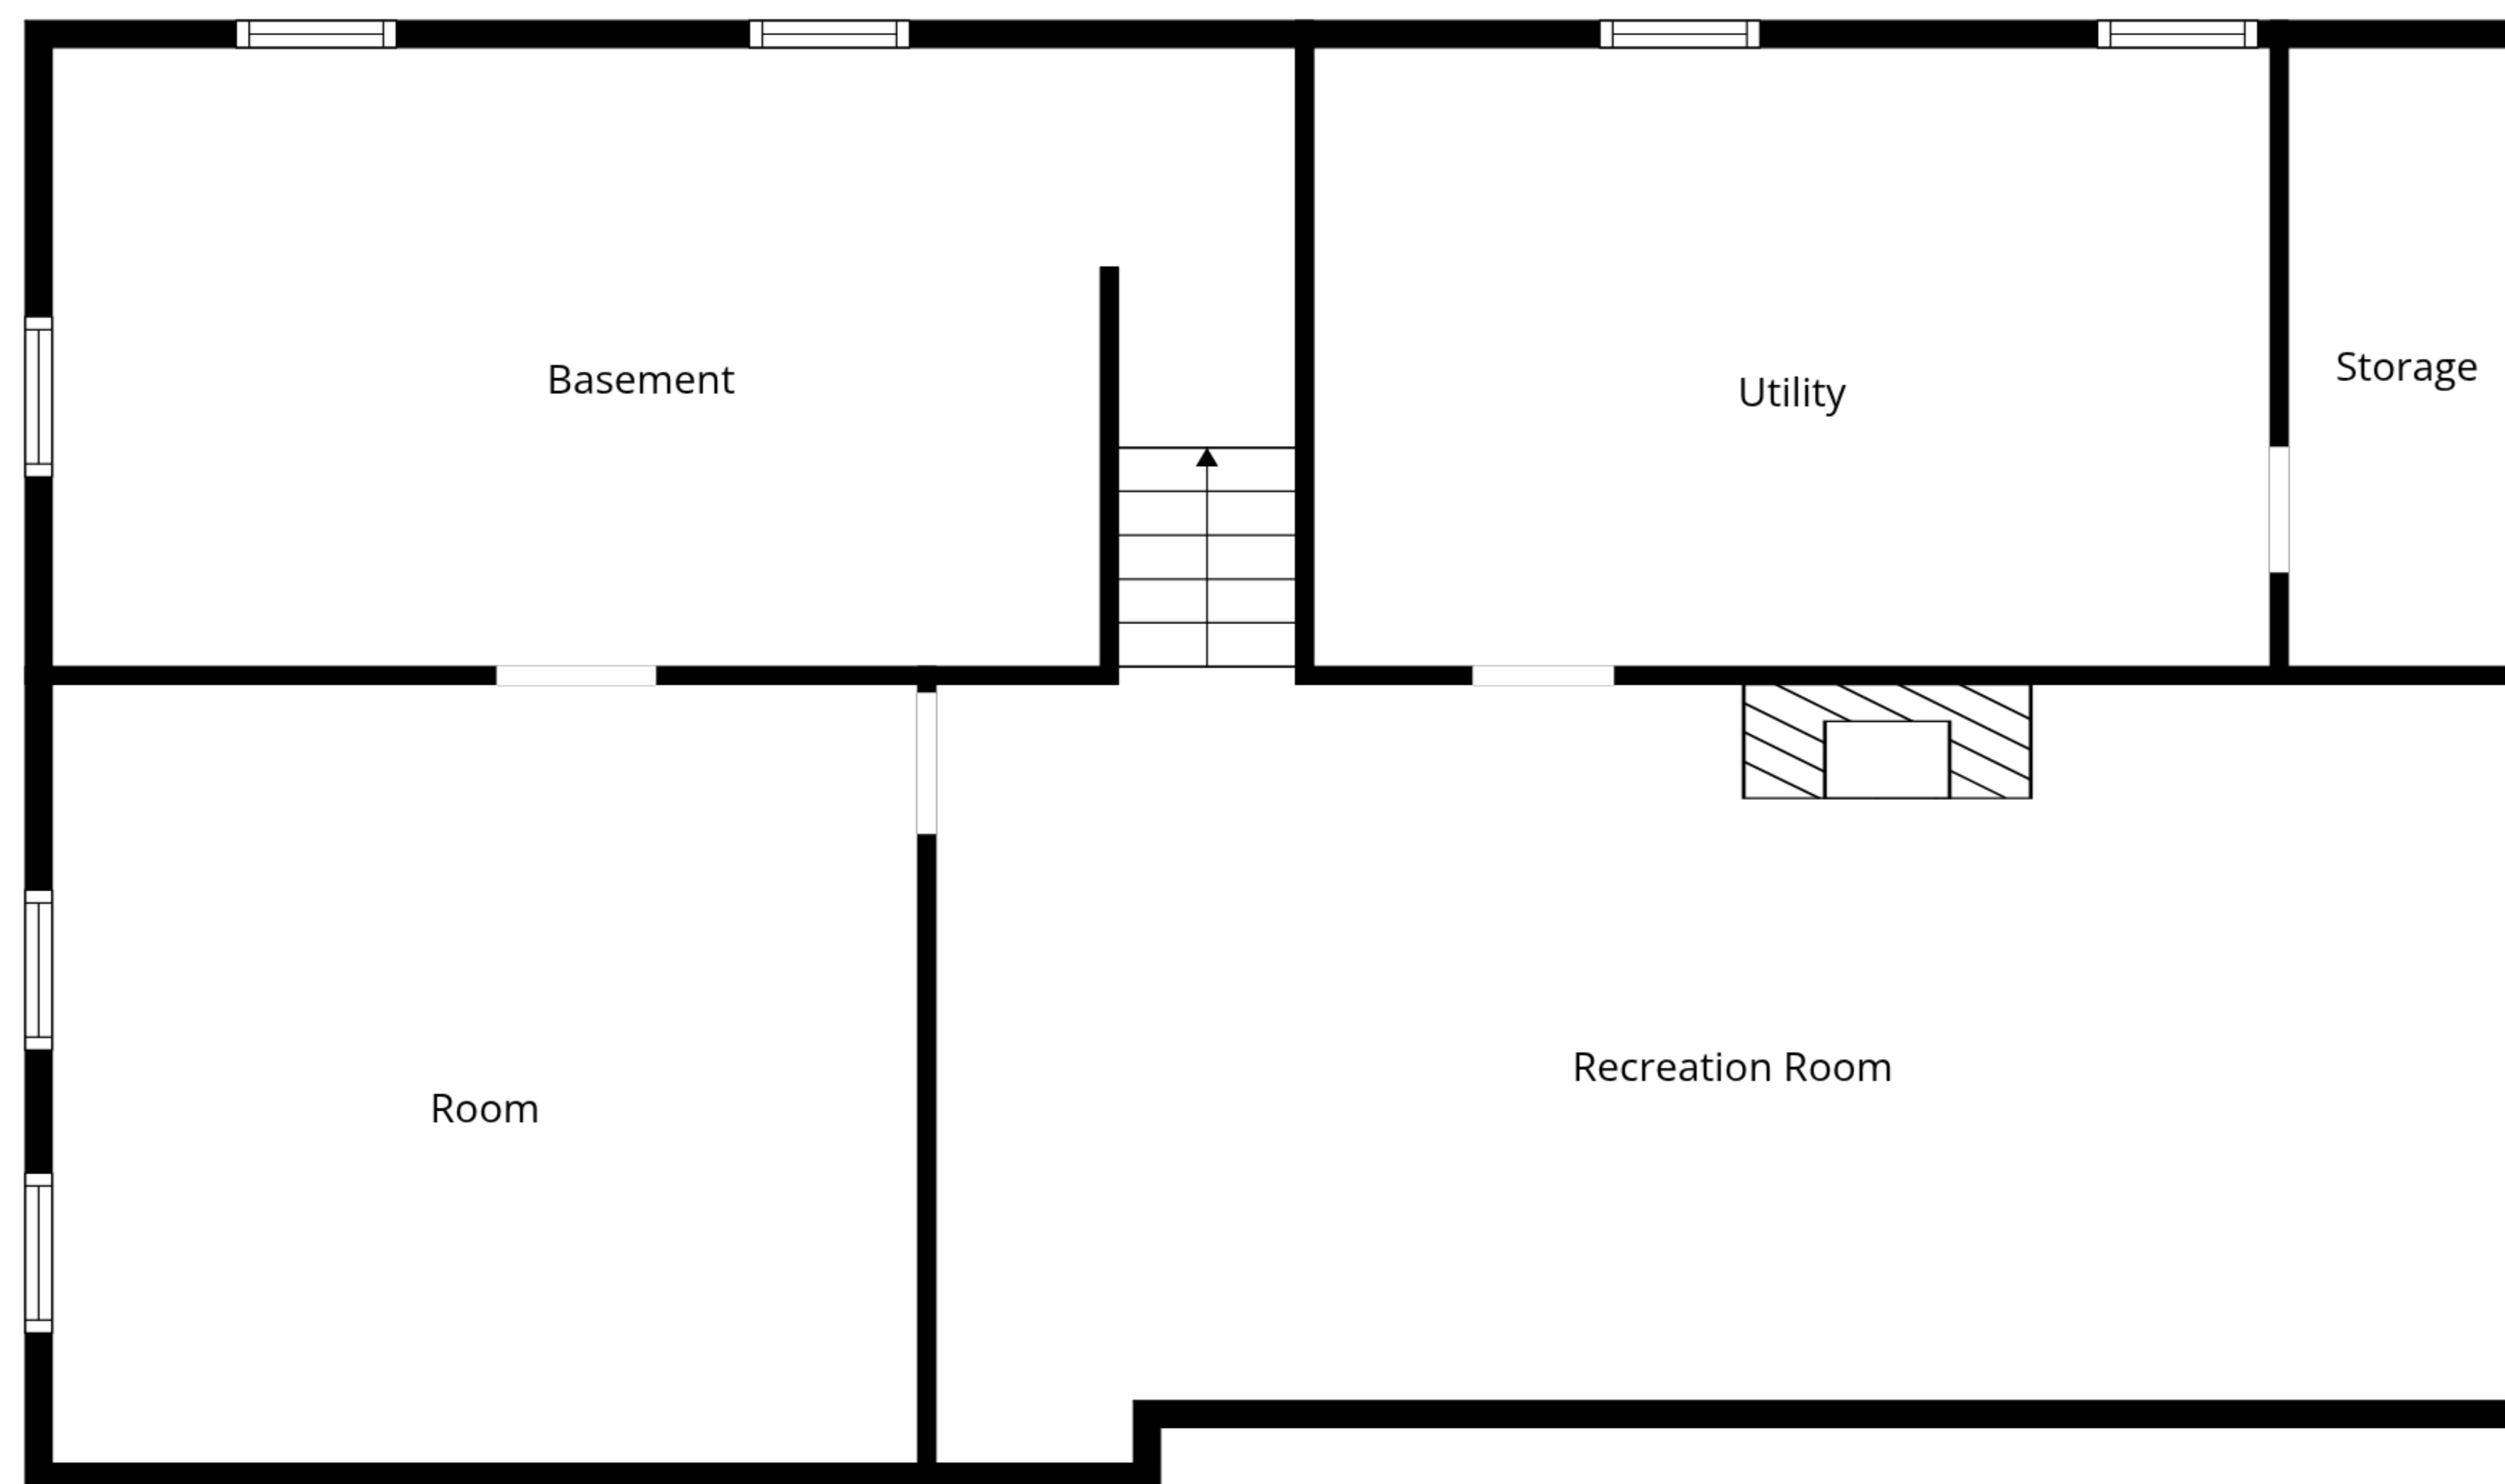 Basement
Utility
Storage
Room
Recreation Room